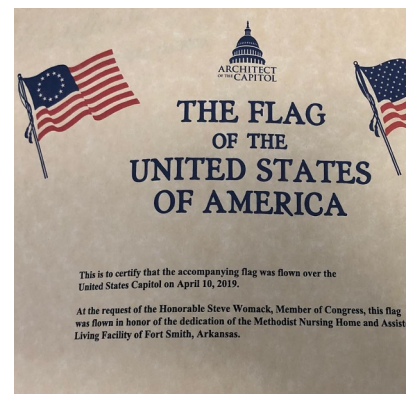 ARCHITECT
OF THE CAPITOL
THE FLAG
OF THE
UNITED STATES
OF AMERICA
This is to certify that the accompanying flag was flown over the
United States Capitol on April 10, 2019.
At the request of the Honorable Steve Womack, Member of Congress, this flag
was flown in honor of the dedication of the Methodist Nursing Home and Assist
Living Facility of Fort Smith, Arkansas.